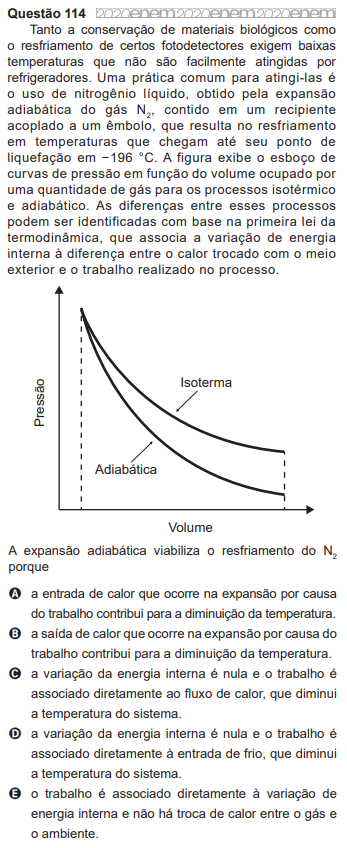 Questão 114 2020enem2020enem2020enem
Tanto a conservação de materiais biológicos como
o resfriamento de certos fotodetectores exigem baixas
temperaturas que não são facilmente atingidas por
refrigeradores. Uma prática comum para atingi-las é
o uso de nitrogênio líquido, obtido pela expansão
adiabática do gás N₂, contido em um recipiente
acoplado a um êmbolo, que resulta no resfriamento
em temperaturas que chegam até seu ponto de
liquefação em −196 °C. A figura exibe o esboço de
curvas de pressão em função do volume ocupado por
uma quantidade de gás para os processos isotérmico
e adiabático. As diferenças entre esses processos
podem ser identificadas com base na primeira lei da
termodinâmica, que associa a variação de energia
interna à diferença entre o calor trocado com o meio
exterior e o trabalho realizado no processo.
Pressão
Isoterma
Adiabática
Volume
A expansão adiabática viabiliza o resfriamento do N₂
porque
A a entrada de calor que ocorre na expansão por causa
do trabalho contribui para a diminuição da temperatura.
B a saída de calor que ocorre na expansão por causa do
trabalho contribui para a diminuição da temperatura.
C a variação da energia interna é nula e o trabalho é
associado diretamente ao fluxo de calor, que diminui
a temperatura do sistema.
D a variação da energia interna é nula e o trabalho é
associado diretamente à entrada de frio, que diminui
a temperatura do sistema.
E o trabalho é associado diretamente à variação de
energia interna e não há troca de calor entre o gás e
o ambiente.